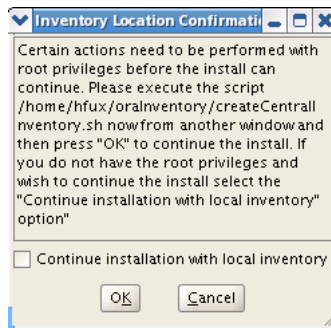 Inventory Location Confirmati
Certain actions need to be performed with
root privileges before the install can
continue. Please execute the script
/home/hfux/oraInventory/createCentralI
nventory.sh now from another window and
then press "OK" to continue the install. If
you do not have the root privileges and
wish to continue the install select the
"Continue installation with local inventory"
option"
Continue installation with local inventory
OK
Cancel